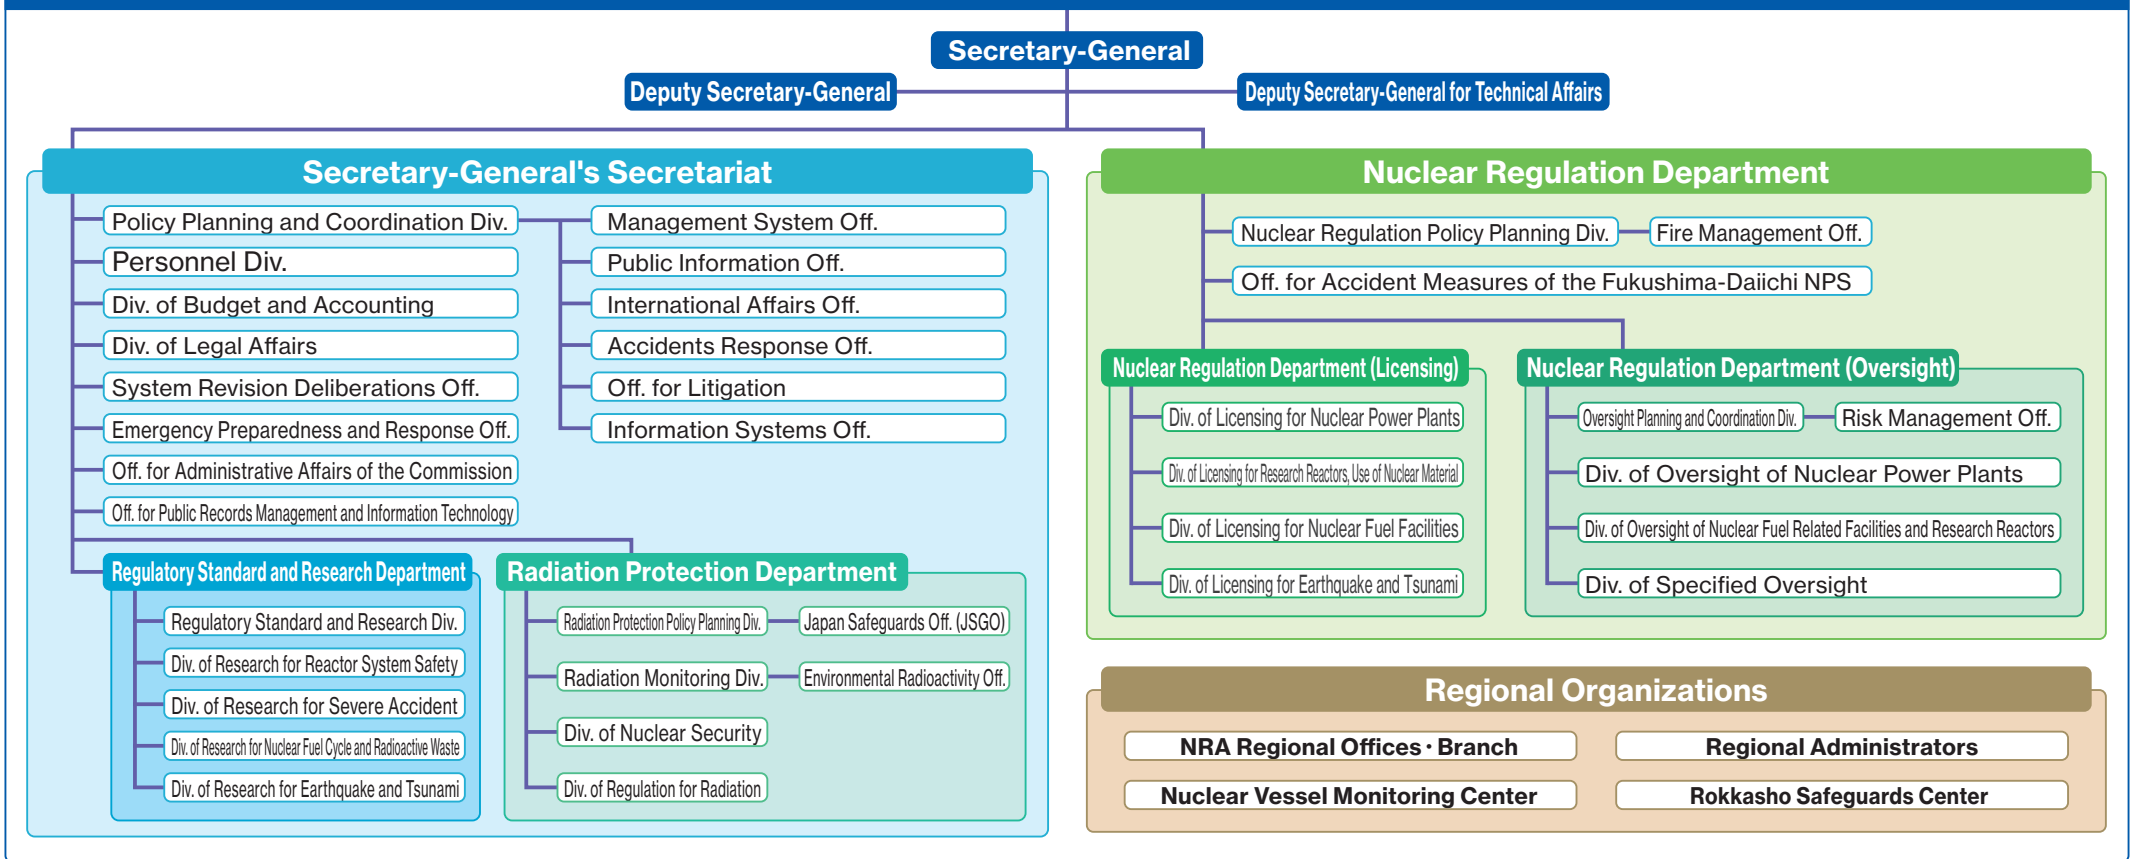 Secretary-General
Deputy Secretary-General
Deputy Secretary-General for Technical Affairs
Secretary-General's Secretariat
Policy Planning and Coordination Div.
Personnel Div.
Div. of Budget and Accounting
Div. of Legal Affairs
System Revision Deliberations Off.
Emergency Preparedness and Response Off.
Off. for Administrative Affairs of the Commission
Off. for Public Records Management and Information Technology
Management System Off.
Public Information Off.
International Affairs Off.
Accidents Response Off.
Off. for Litigation
Information Systems Off.
Regulatory Standard and Research Department
Regulatory Standard and Research Div.
Div. of Research for Reactor System Safety
Div. of Research for Severe Accident
Div. of Research for Nuclear Fuel Cycle and Radioactive Waste
Div. of Research for Earthquake and Tsunami
Radiation Protection Department
Radiation Protection Policy Planning Div.
Japan Safeguards Off. (JSGO)
Radiation Monitoring Div.
Environmental Radioactivity Off.
Div. of Nuclear Security
Div. of Regulation for Radiation
Nuclear Regulation Department
Nuclear Regulation Policy Planning Div.
Fire Management Off.
Off. for Accident Measures of the Fukushima-Daiichi NPS
Nuclear Regulation Department (Licensing)
Div. of Licensing for Nuclear Power Plants
Div. of Licensing for Research Reactors, Use of Nuclear Material
Div. of Licensing for Nuclear Fuel Facilities
Div. of Licensing for Earthquake and Tsunami
Nuclear Regulation Department (Oversight)
Oversight Planning and Coordination Div.
Risk Management Off.
Div. of Oversight of Nuclear Power Plants
Div. of Oversight of Nuclear Fuel Related Facilities and Research Reactors
Div. of Specified Oversight
Regional Organizations
NRA Regional Offices・Branch
Regional Administrators
Nuclear Vessel Monitoring Center
Rokkasho Safeguards Center